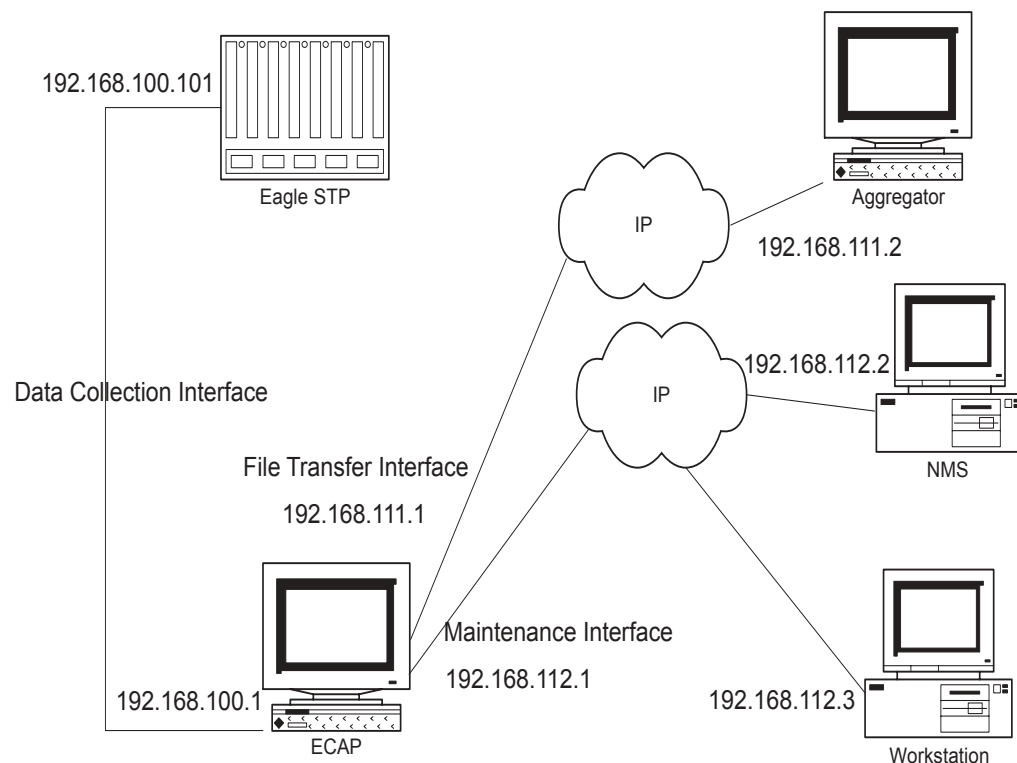 192.168.100.101
Eagle STP
IP
Aggregator
192.168.111.2
192.168.112.2
Data Collection Interface
IP
File Transfer Interface
NMS
192.168.111.1
Maintenance Interface
192.168.112.1
192.168.100.1
192.168.112.3
ECAP
Workstation